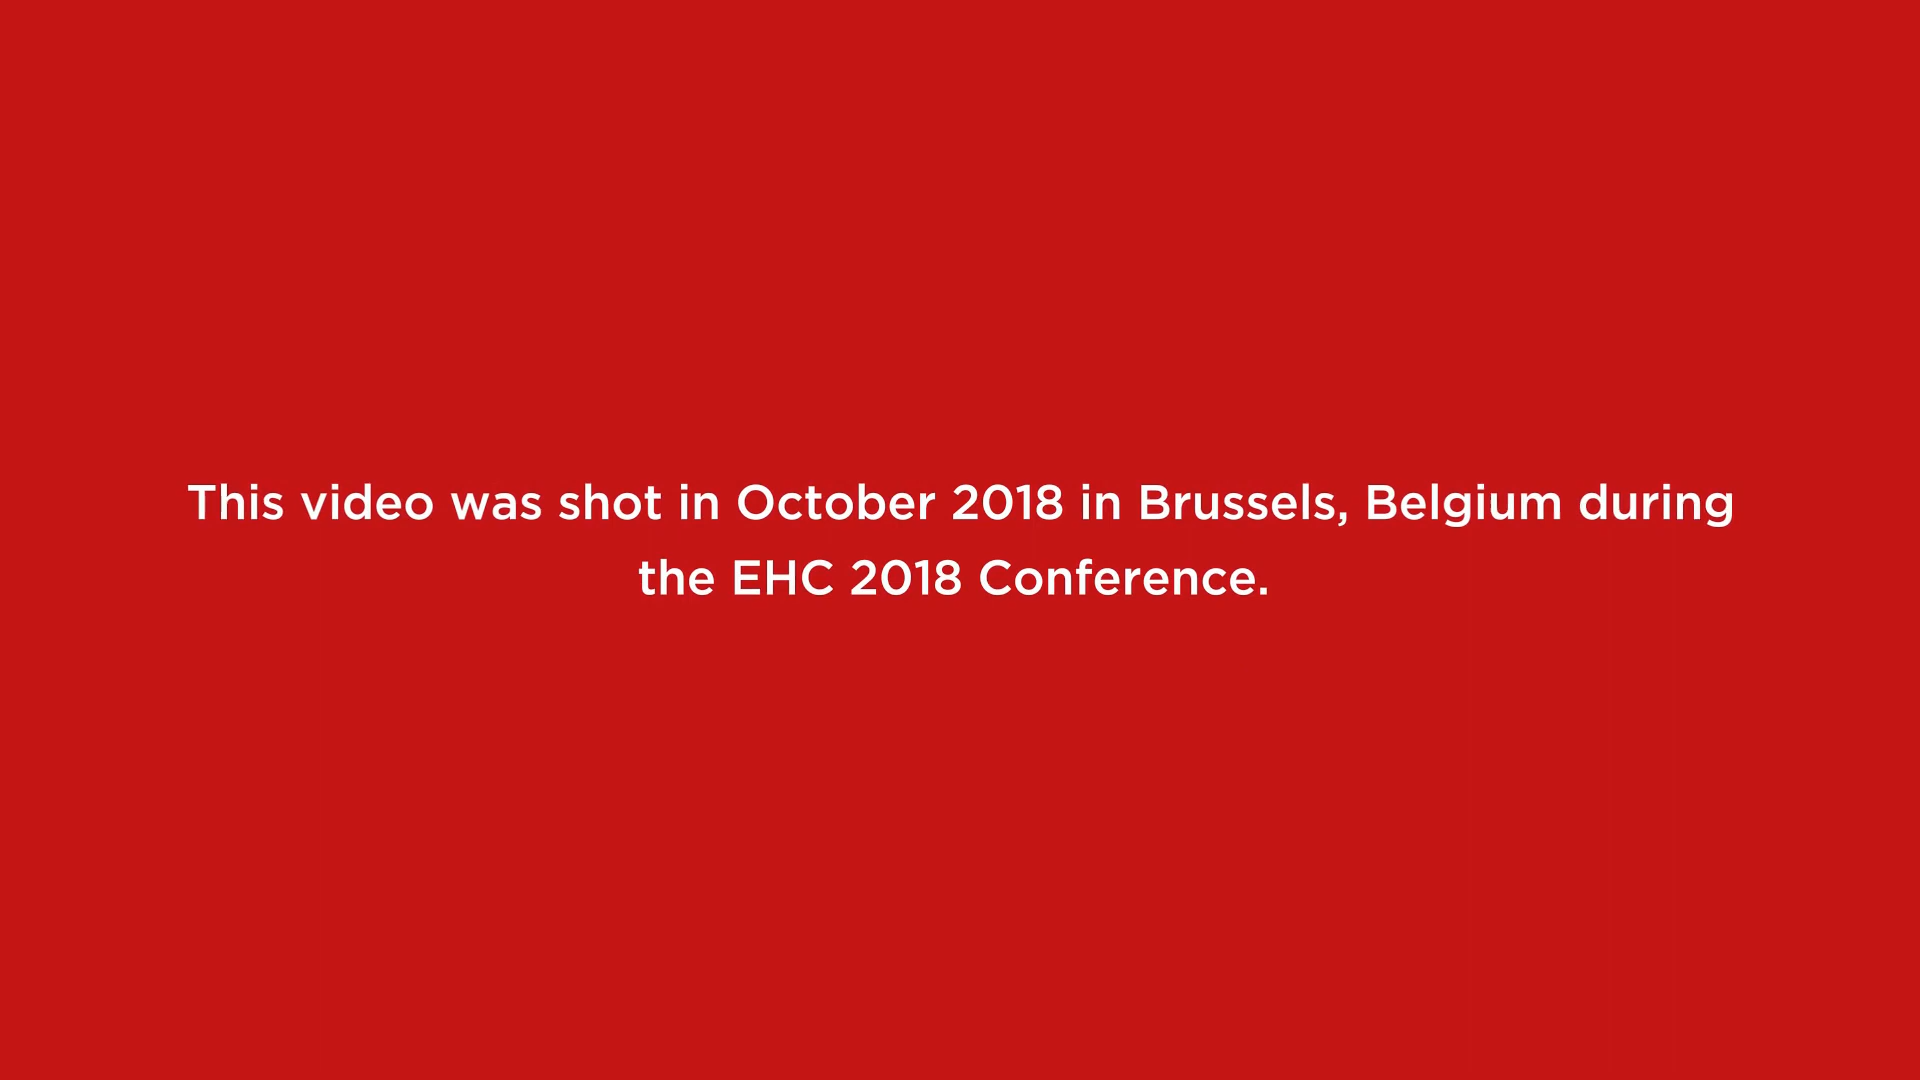 This video was shot in October 2018 in Brussels, Belgium during
the EHC 2018 Conference.